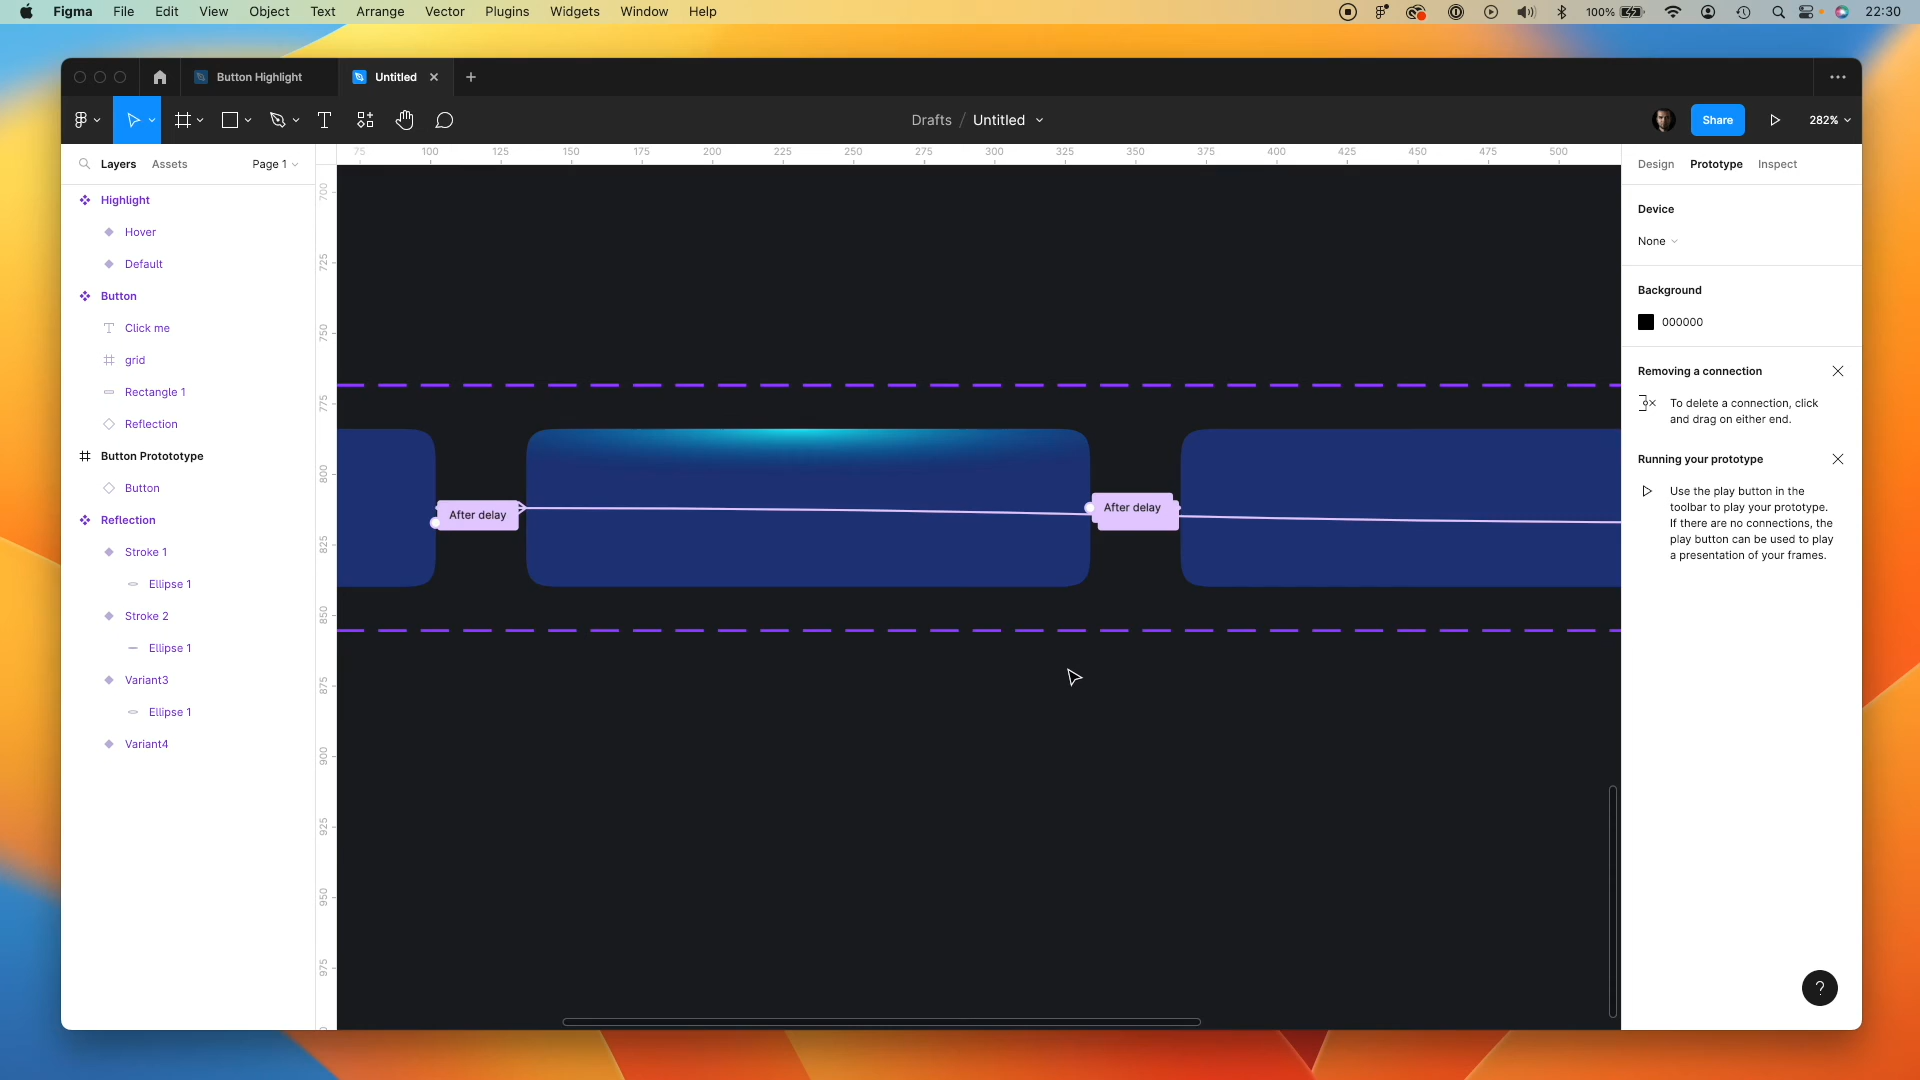 Figma File Edit View Object Text Arrange Vector Plugins Widgets Window Help 100% 22:30
Button Highlight Untitled
Drafts / Untitled Share 282%
Layers Assets Page 1
75 100 125 150 175 200 225 250 275 300 325 350 375 400 425 450 475 500
Design Prototype Inspect
Highlight
Hover
Default
Button
Click me
grid
Rectangle 1
Reflection
Button Prptotype
Button
Reflection
Stroke 1
Ellipse 1
Stroke 2
Ellipse 1
Variant3
Ellipse 1
Variant4
700
725
750
775
800
825
850
875
900
925
950
975
After delay
After delay
Device
None
Background
000000
Removing a connection
To delete a connection, click
and drag on either end.
Running your prototype
Use the play button in the
toolbar to play your prototype.
If there are no connections, the
play button can be used to play
a presentation of your frames.
?